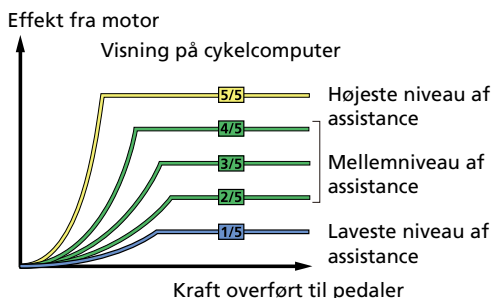 Effekt fra motor
Visning på cykelcomputer
5/5
Højeste niveau af
assistance
4/5
3/5
Mellemniveau af
assistance
2/5
1/5
Laveste niveau af
assistance
Kraft overført til pedaler